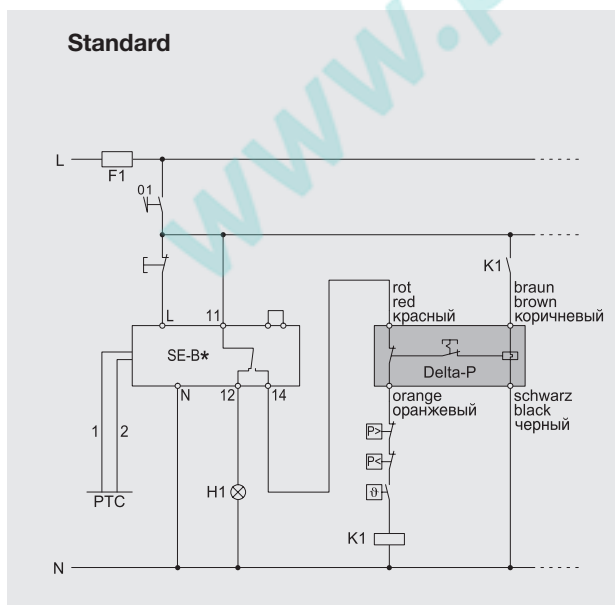 Standard
www.p
L
F1
01
K1
rot
red
красный
braun
brown
коричневый
L
11
SE-B*
Delta-P
N
12
14
orange
оранжевый
schwarz
black
черный
1
2
P>
P<
H1
ϑ
PTC
K1
N